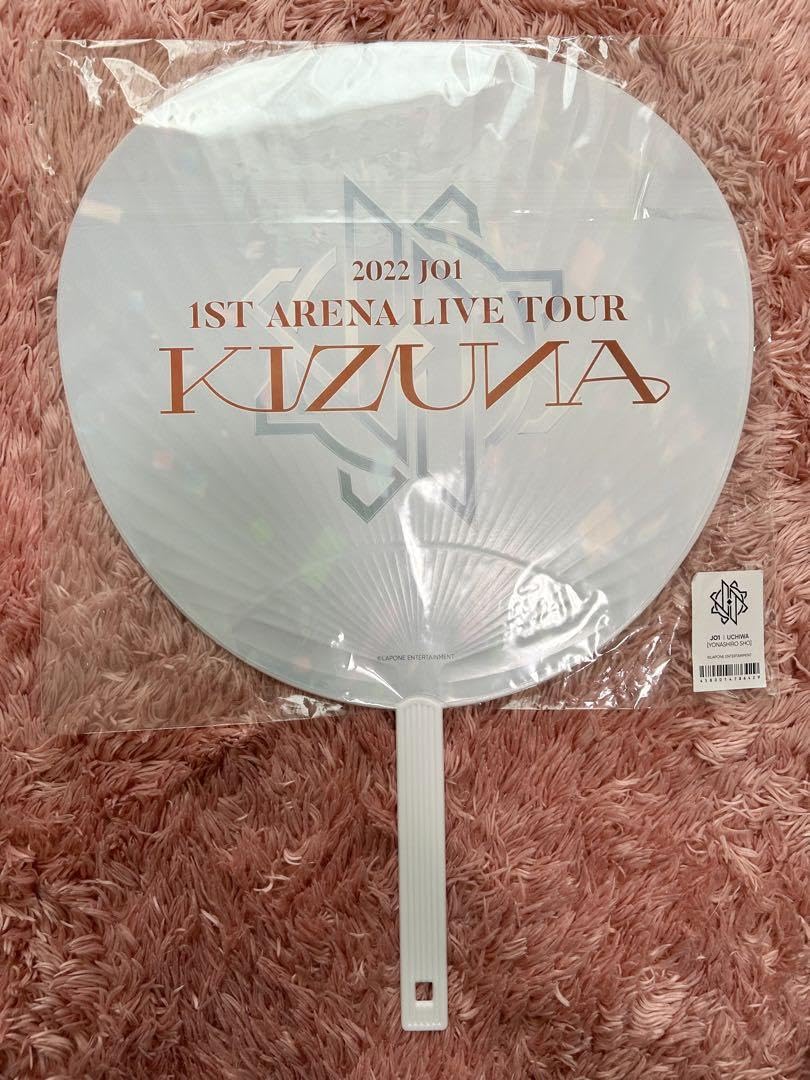 2022 JO1
1ST ARENA LIVE TOUR
KIZUNA
©LAPONE ENTERTAINMENT
JO1 | UCHIWA
[YONASHIRO SHO]
©LAPONE ENTERTAINMENT